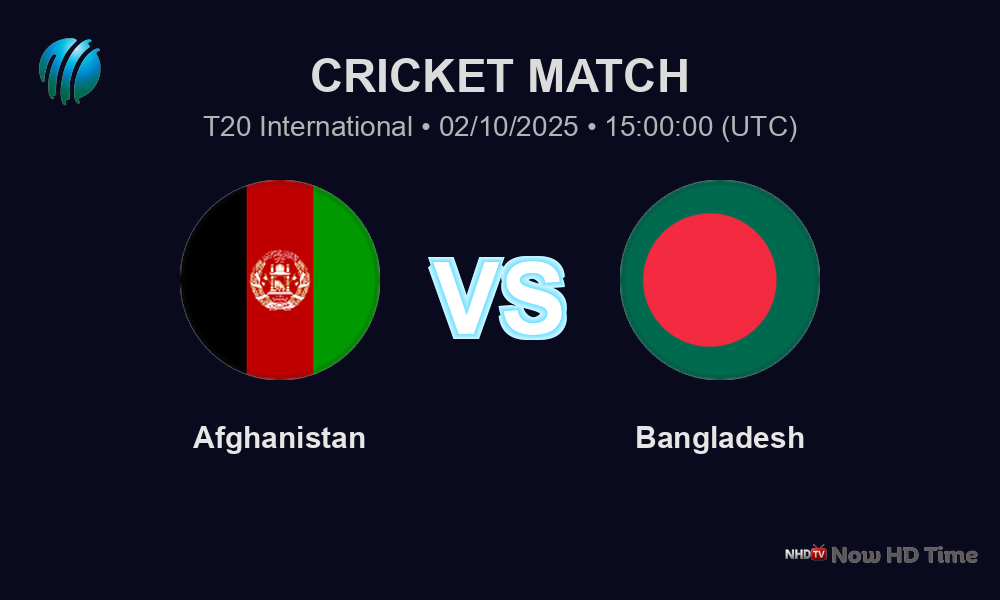 CRICKET MATCH
T20 International • 02/10/2025 • 15:00:00 (UTC)
VS
Afghanistan
Bangladesh
NHDTV Now HD Time